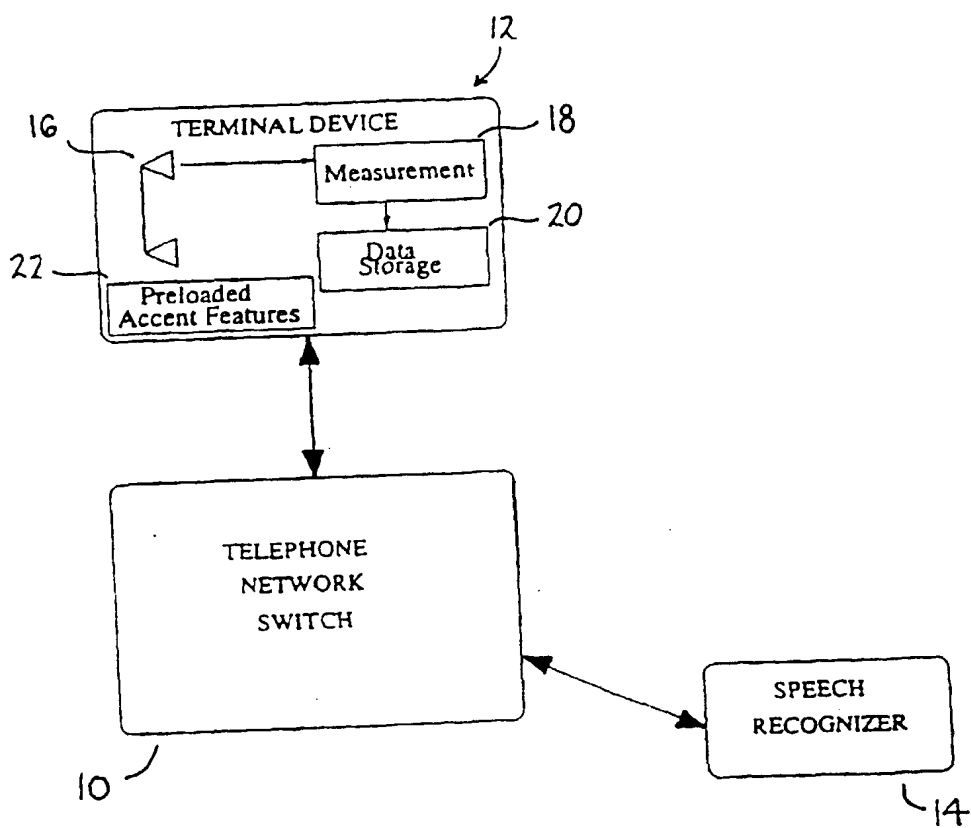 12
TERMINAL DEVICE
16
18
Measurement
20
Data
Storage
22
Preloaded
Accent Features
TELEPHONE
NETWORK
SWITCH
SPEECH
RECOGNIZER
10
14